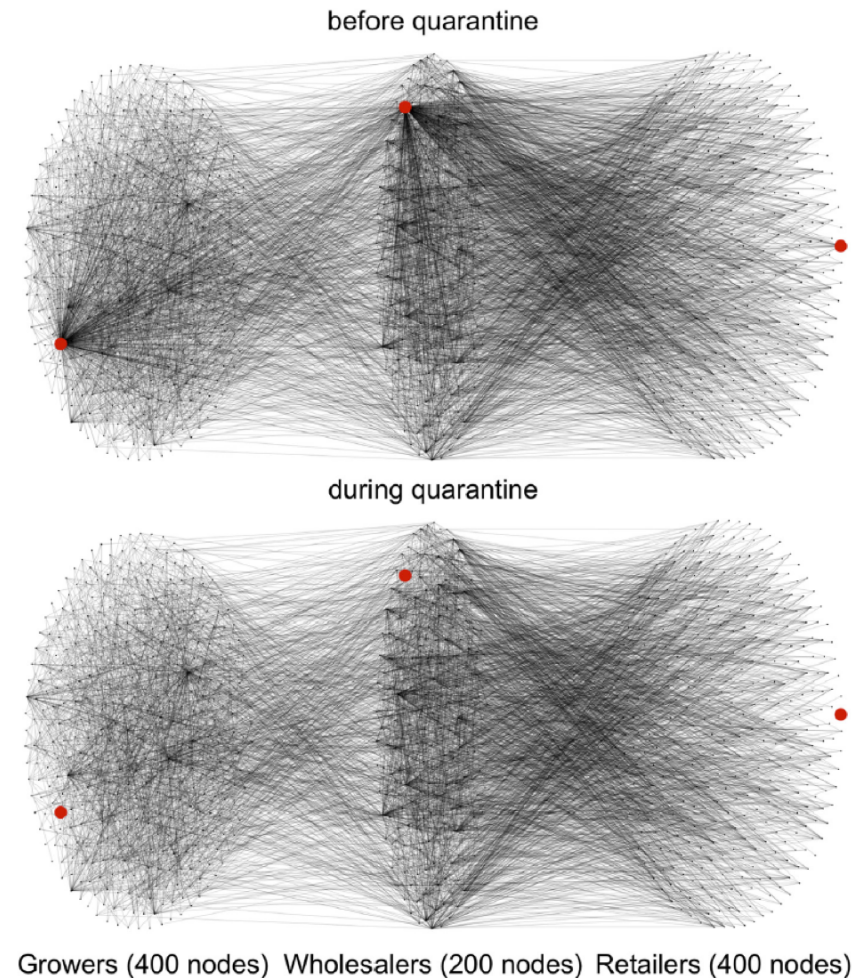 before quarantine
during quarantine
Growers (400 nodes) Wholesalers (200 nodes) Retailers (400 nodes)